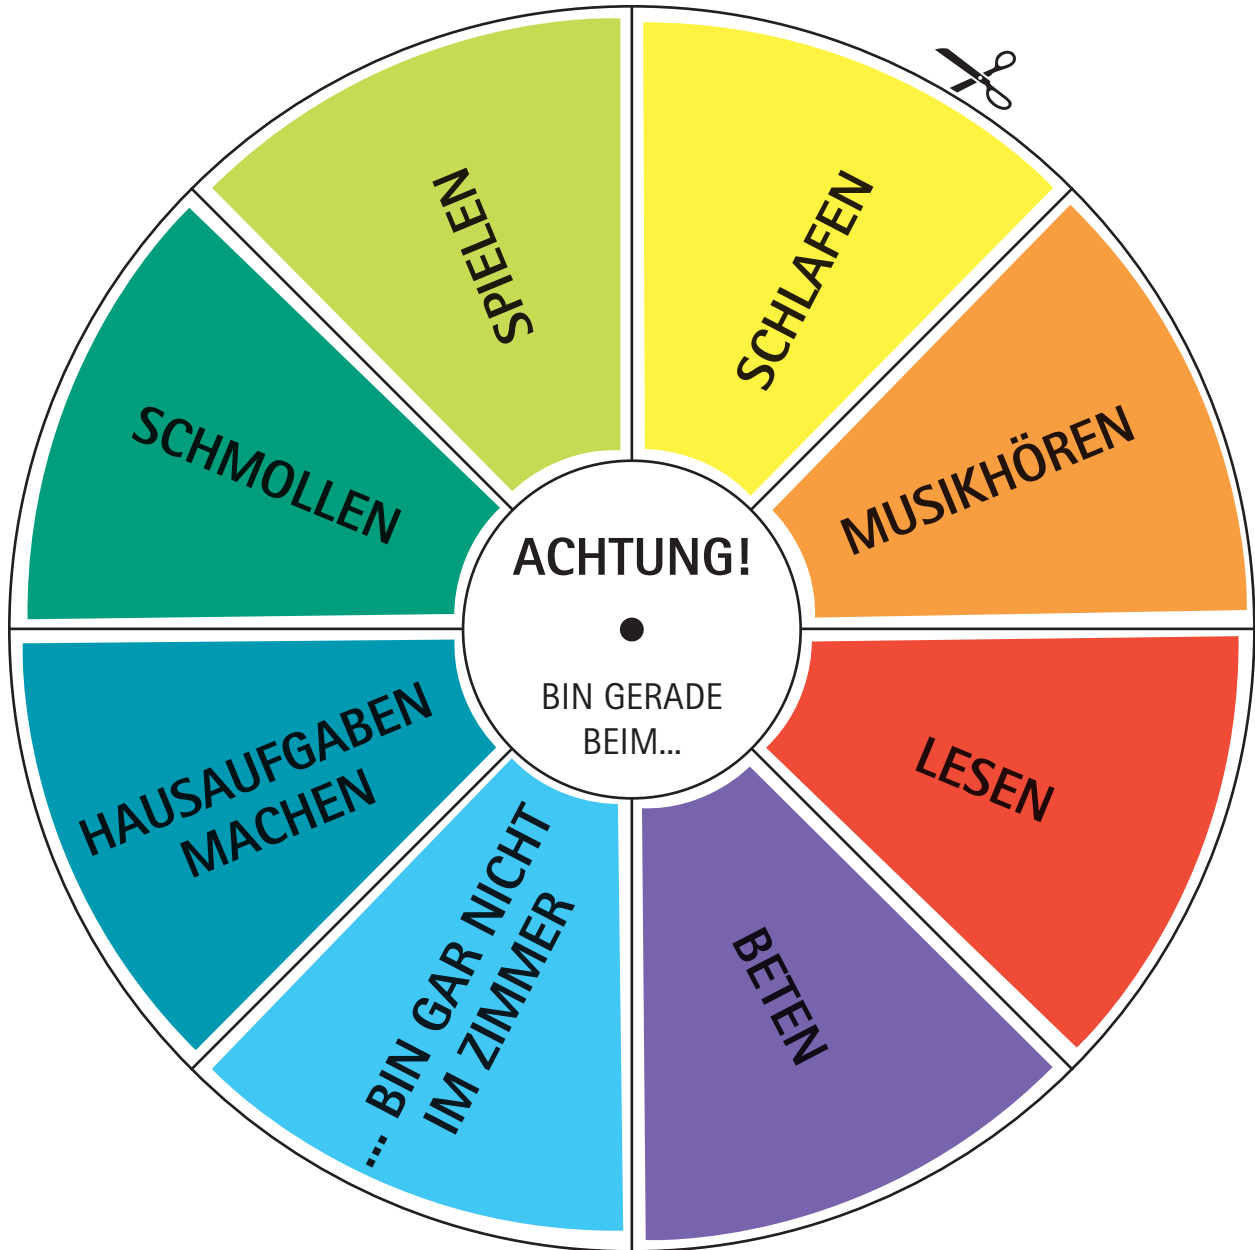 ACHTUNG!
BIN GERADE
BEIM...
SCHLAFEN
MUSIKHÖREN
LESEN
BETEN
... BIN GAR NICHT
IM ZIMMER
HAUSAUFGABEN
MACHEN
SCHMOLLEN
SPIELEN